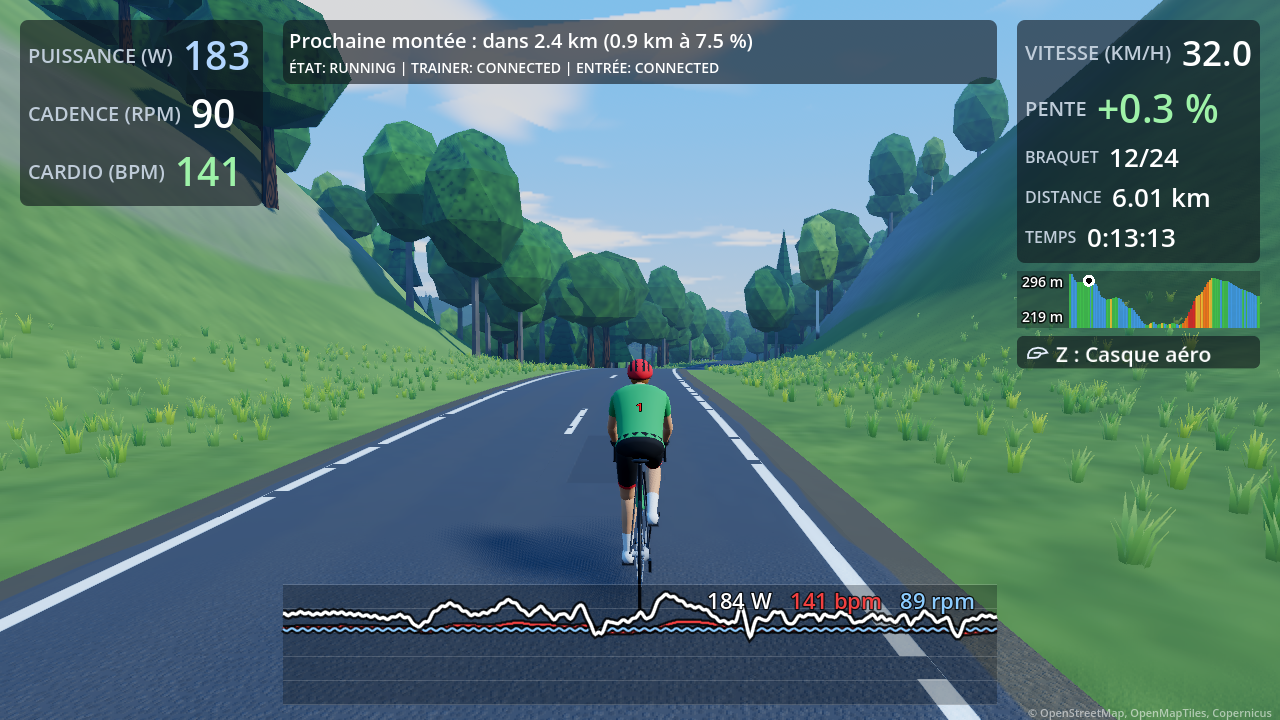 PUISSANCE (W) 183
CADENCE (RPM) 90
CARDIO (BPM) 141
Prochaine montée : dans 2.4 km (0.9 km à 7.5 %)
ÉTAT: RUNNING | TRAINER: CONNECTED | ENTRÉE: CONNECTED
VITESSE (KM/H) 32.0
PENTE +0.3 %
BRAQUET 12/24
DISTANCE 6.01 km
TEMPS 0:13:13
296 m
219 m
Z : Casque aéro
1
184 W 141 bpm 89 rpm
© OpenStreetMap, OpenMapTiles, Copernicus